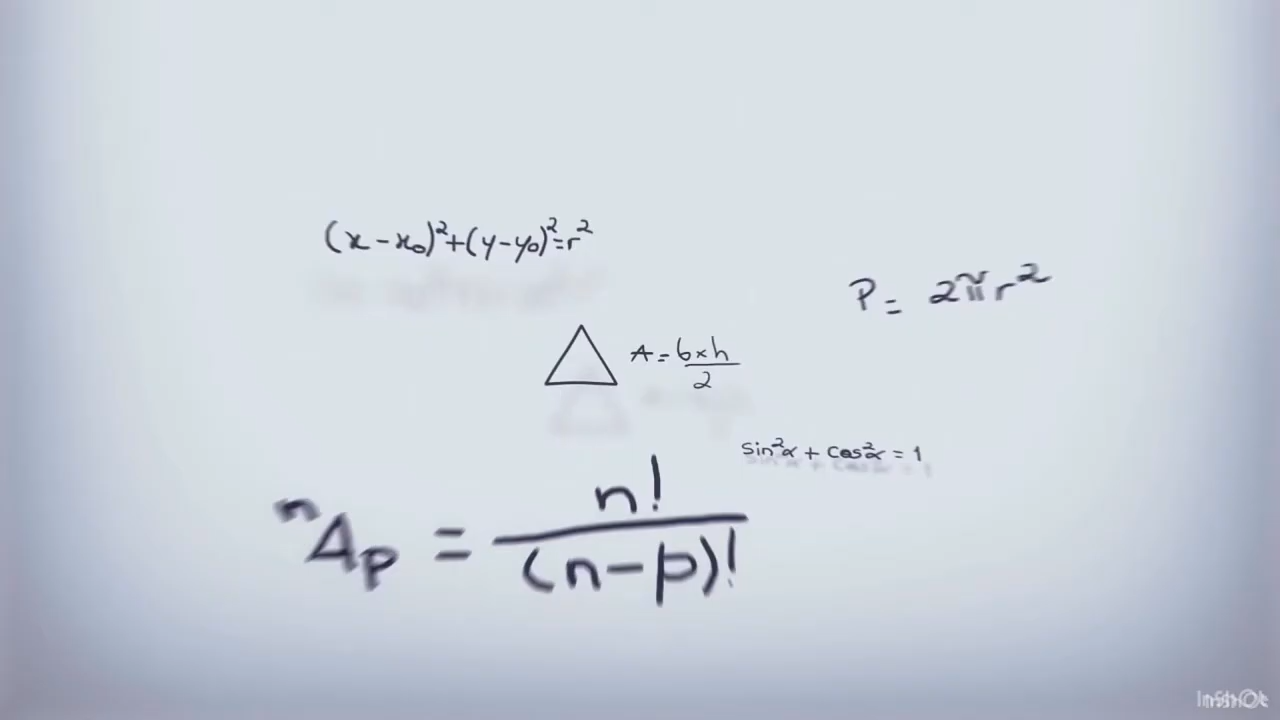 (x-x₀)²+(y-y₀)²=r²
P = 2πr²
A = b×h/2
sin²α + cos²α = 1
ⁿAₚ = n!/(n-p)!